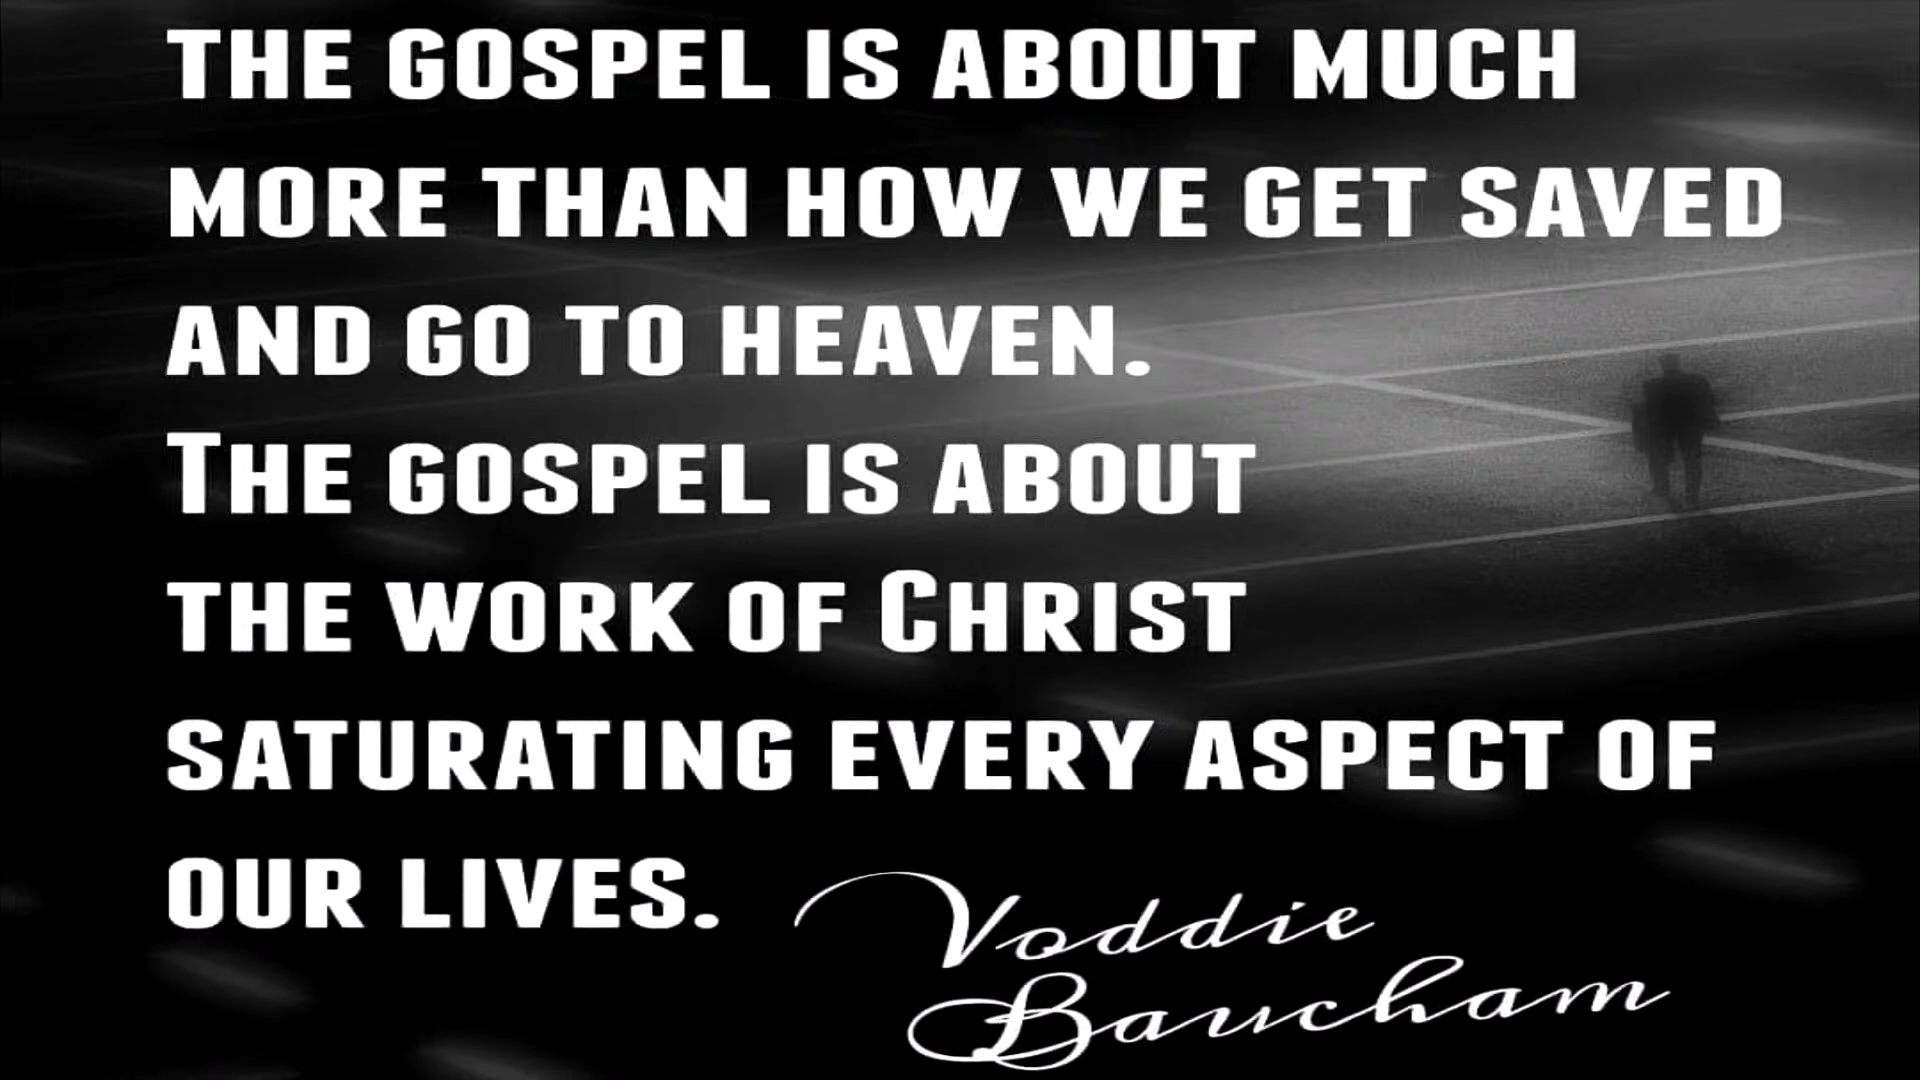 THE GOSPEL IS ABOUT MUCH
MORE THAN HOW WE GET SAVED
AND GO TO HEAVEN.
THE GOSPEL IS ABOUT
THE WORK OF CHRIST
SATURATING EVERY ASPECT OF
OUR LIVES.
Voddie
Baucham